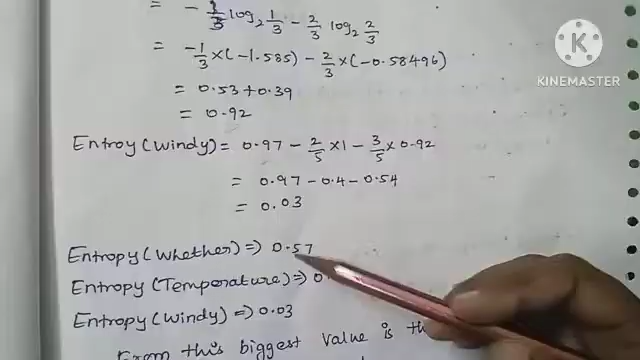 = - 1/3 log₂ 1/3 - 2/3 log₂ 2/3
= -1/3 × (-1.585) - 2/3 × (-0.58496)
= 0.53 + 0.39
= 0.92
Entroy (Windy) = 0.97 - 2/5 × 1 - 3/5 × 0.92
= 0.97 - 0.4 - 0.54
= 0.03
Entropy (Whether) => 0.57
Entropy (Temperature) => 0
Entropy (Windy) => 0.03
From this biggest value is the
K
KINEMASTER